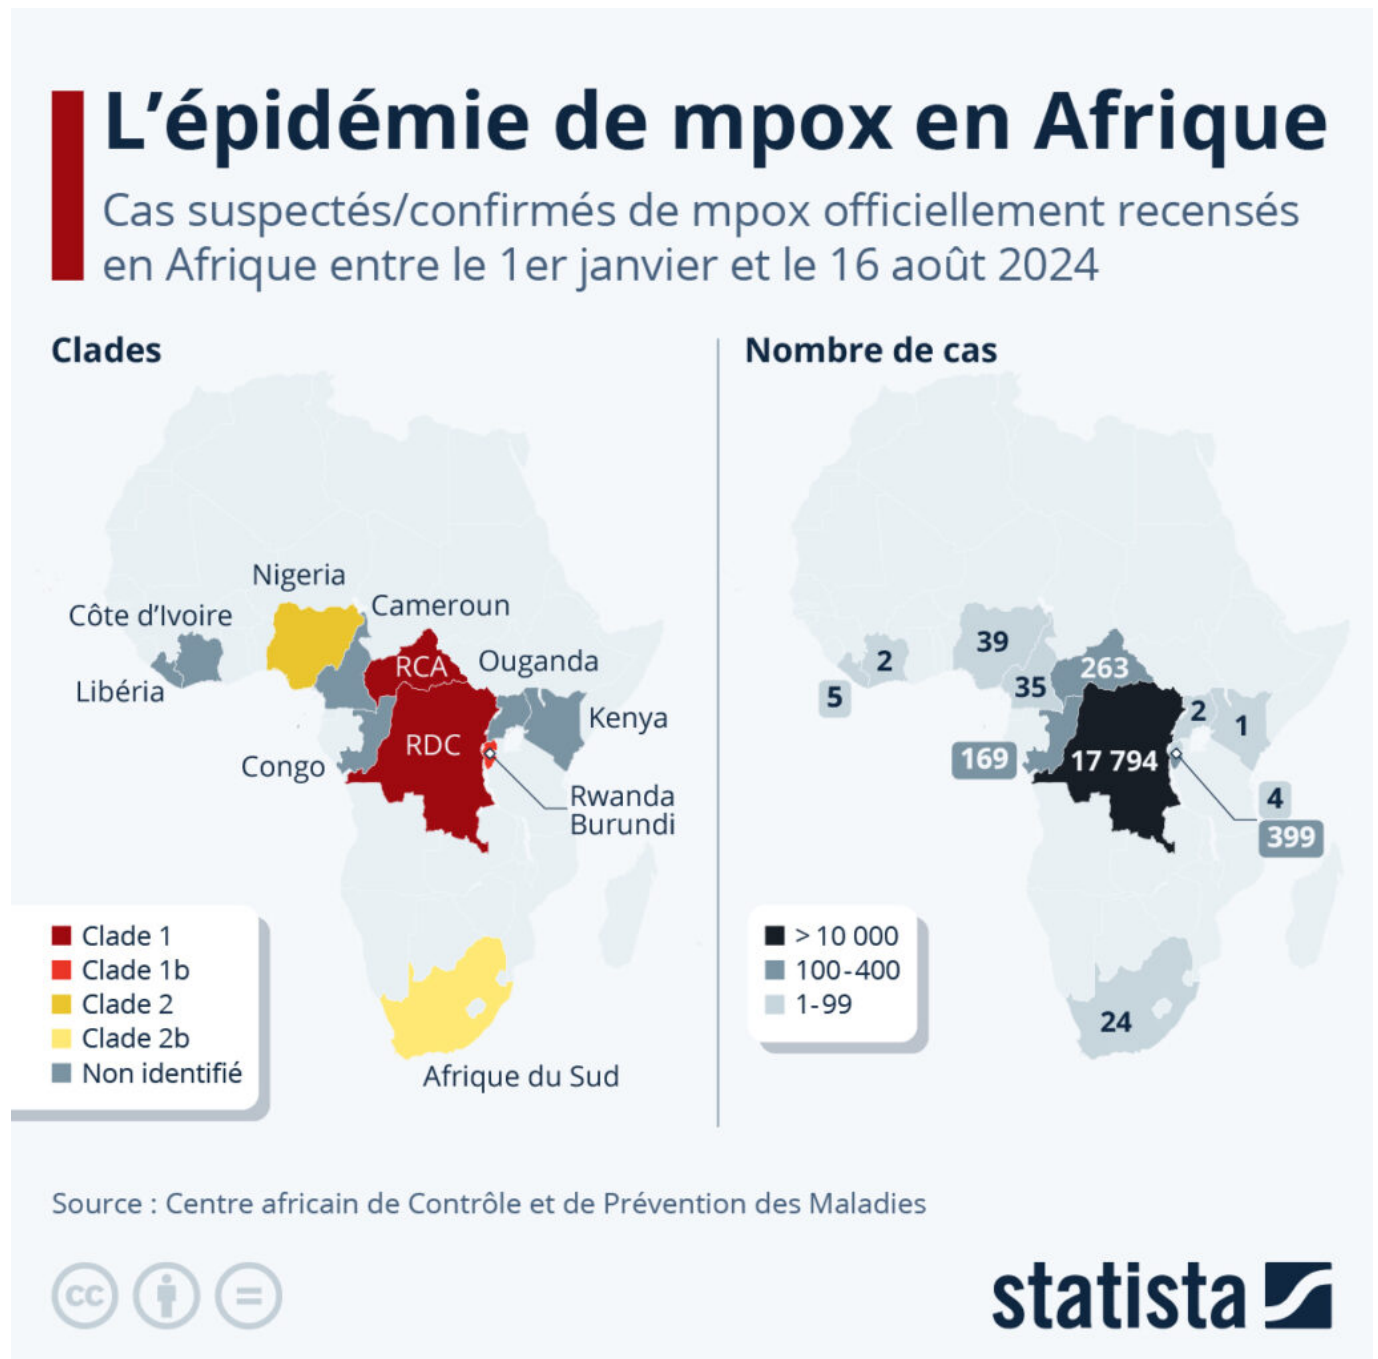 L’épidémie de mpox en Afrique
Cas suspectés/confirmés de mpox officiellement recensés
en Afrique entre le 1er janvier et le 16 août 2024
Clades
Nigeria
Côte d’Ivoire
Cameroun
RCA
Ouganda
Libéria
Kenya
RDC
Congo
Rwanda
Burundi
Afrique du Sud
Clade 1
Clade 1b
Clade 2
Clade 2b
Non identifié
Nombre de cas
39
2
263
35
5
2
1
169
17 794
4
399
24
> 10 000
100-400
1-99
Source : Centre africain de Contrôle et de Prévention des Maladies
cc
=
statista